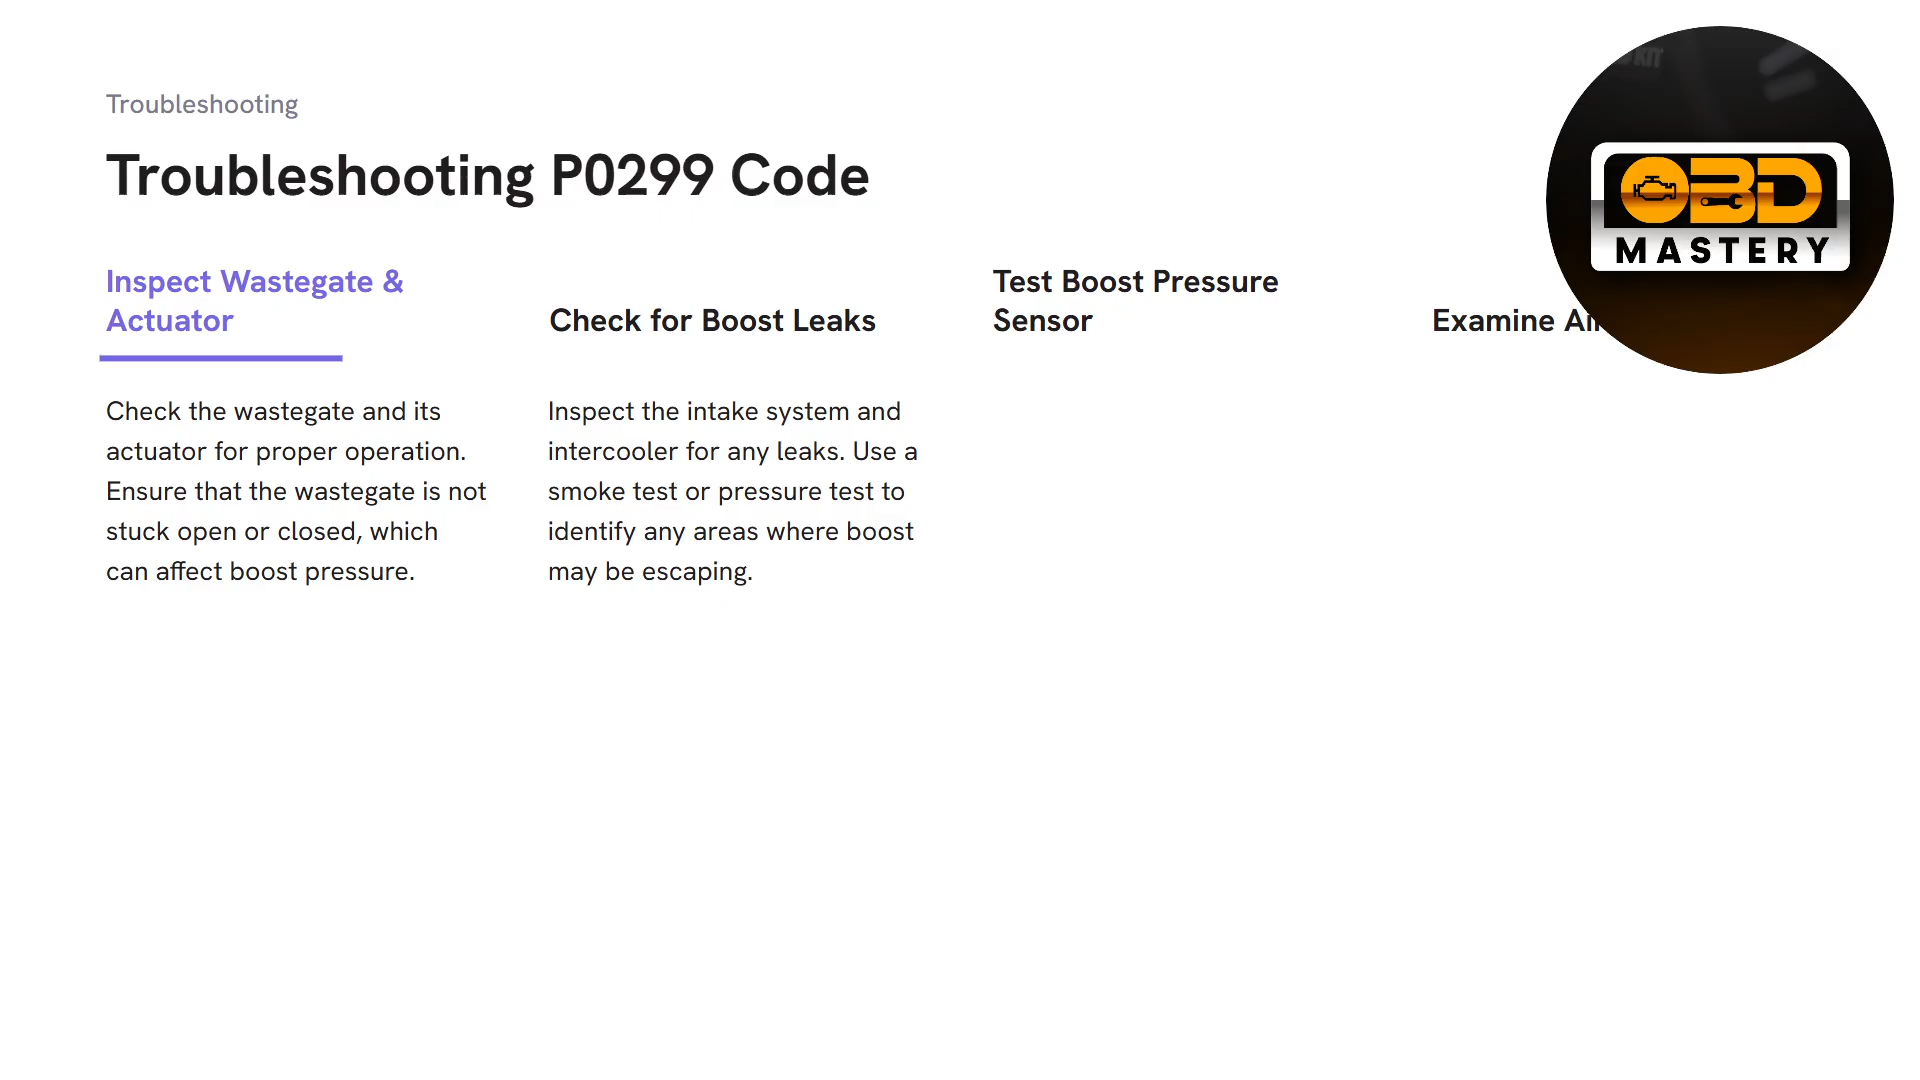 Troubleshooting
Troubleshooting P0299 Code
Inspect Wastegate &
Actuator
Check the wastegate and its
actuator for proper operation.
Ensure that the wastegate is not
stuck open or closed, which
can affect boost pressure.
Check for Boost Leaks
Inspect the intake system and
intercooler for any leaks. Use a
smoke test or pressure test to
identify any areas where boost
may be escaping.
Test Boost Pressure
Sensor
Examine
OBD
MASTERY